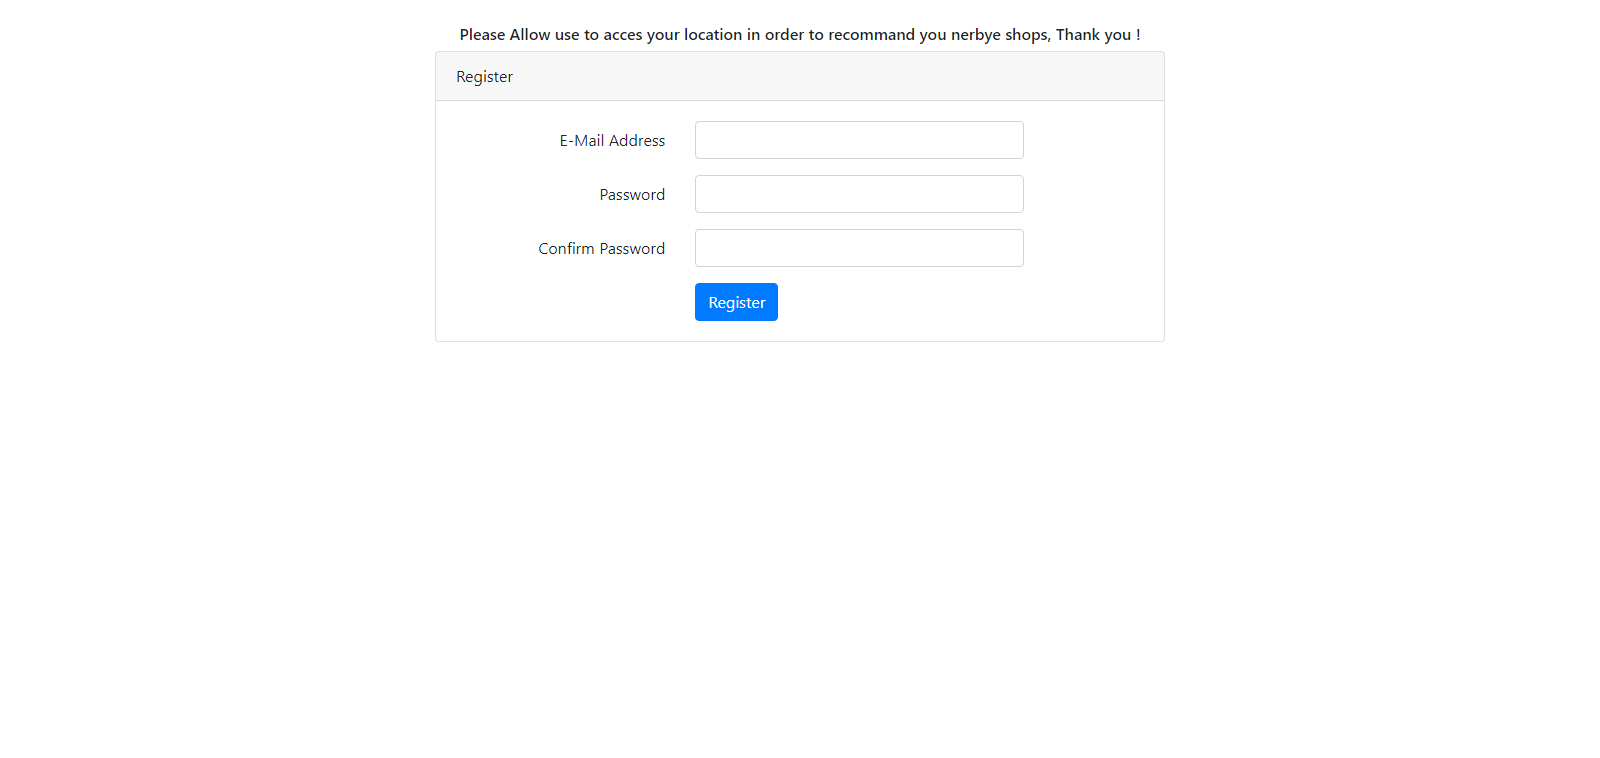 Please Allow use to acces your location in order to recommand you nerbye shops, Thank you !
Register
E-Mail Address
Password
Confirm Password
Register